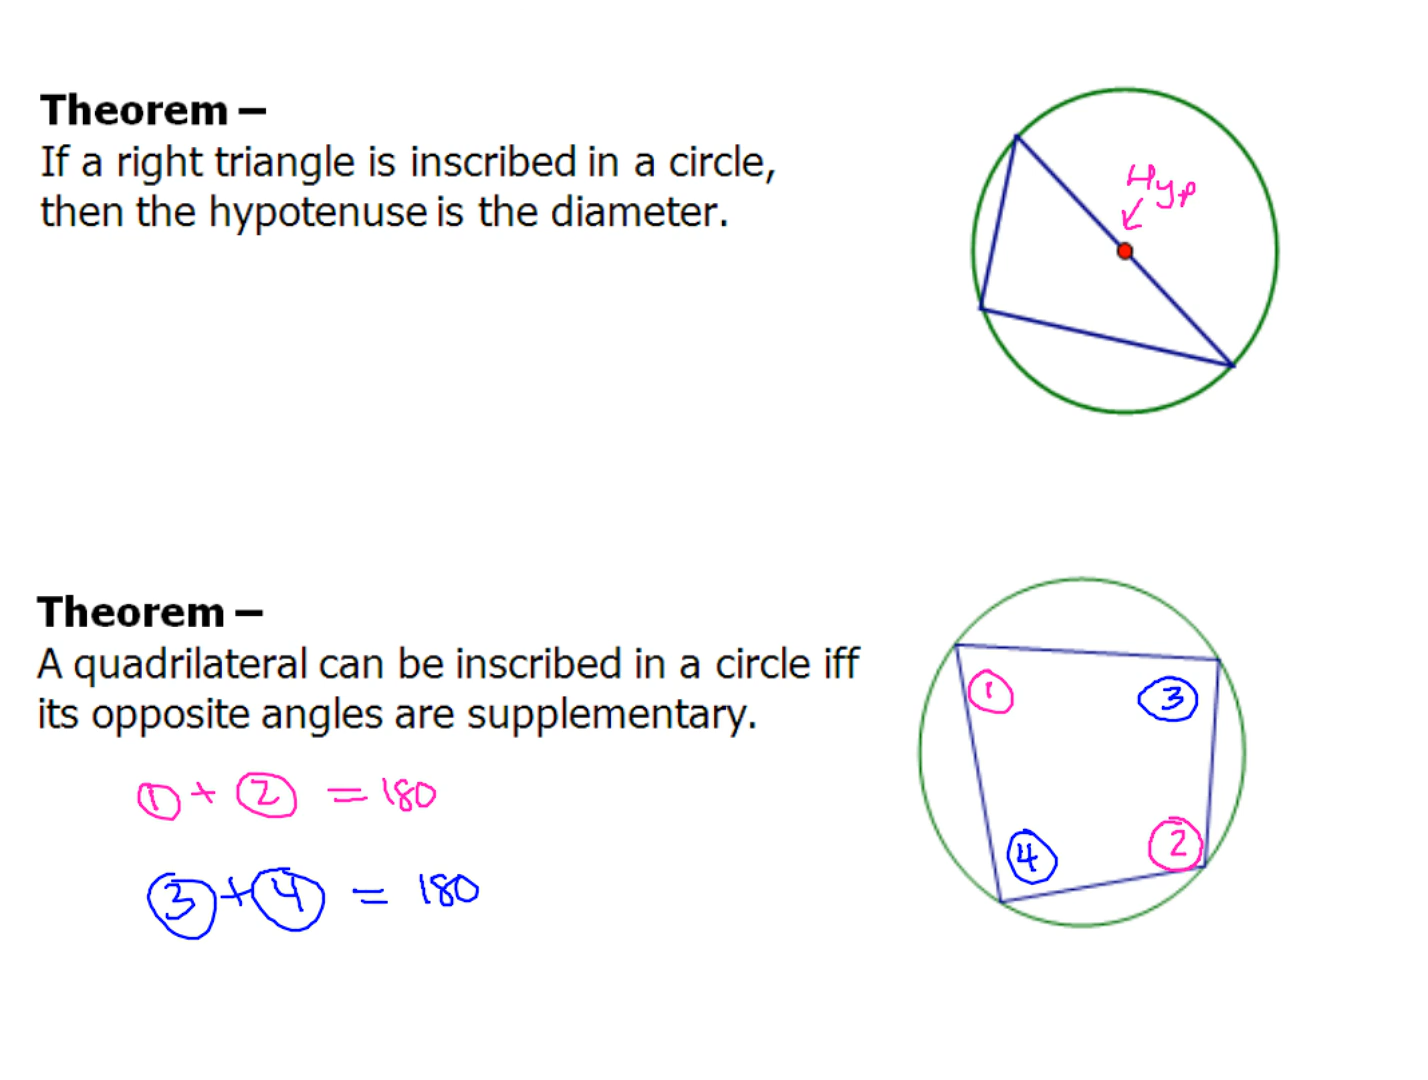 Theorem –
If a right triangle is inscribed in a circle,
then the hypotenuse is the diameter.
Hyp
Theorem –
A quadrilateral can be inscribed in a circle iff
its opposite angles are supplementary.
1 + 2 = 180
3 + 4 = 180
1
3
4
2